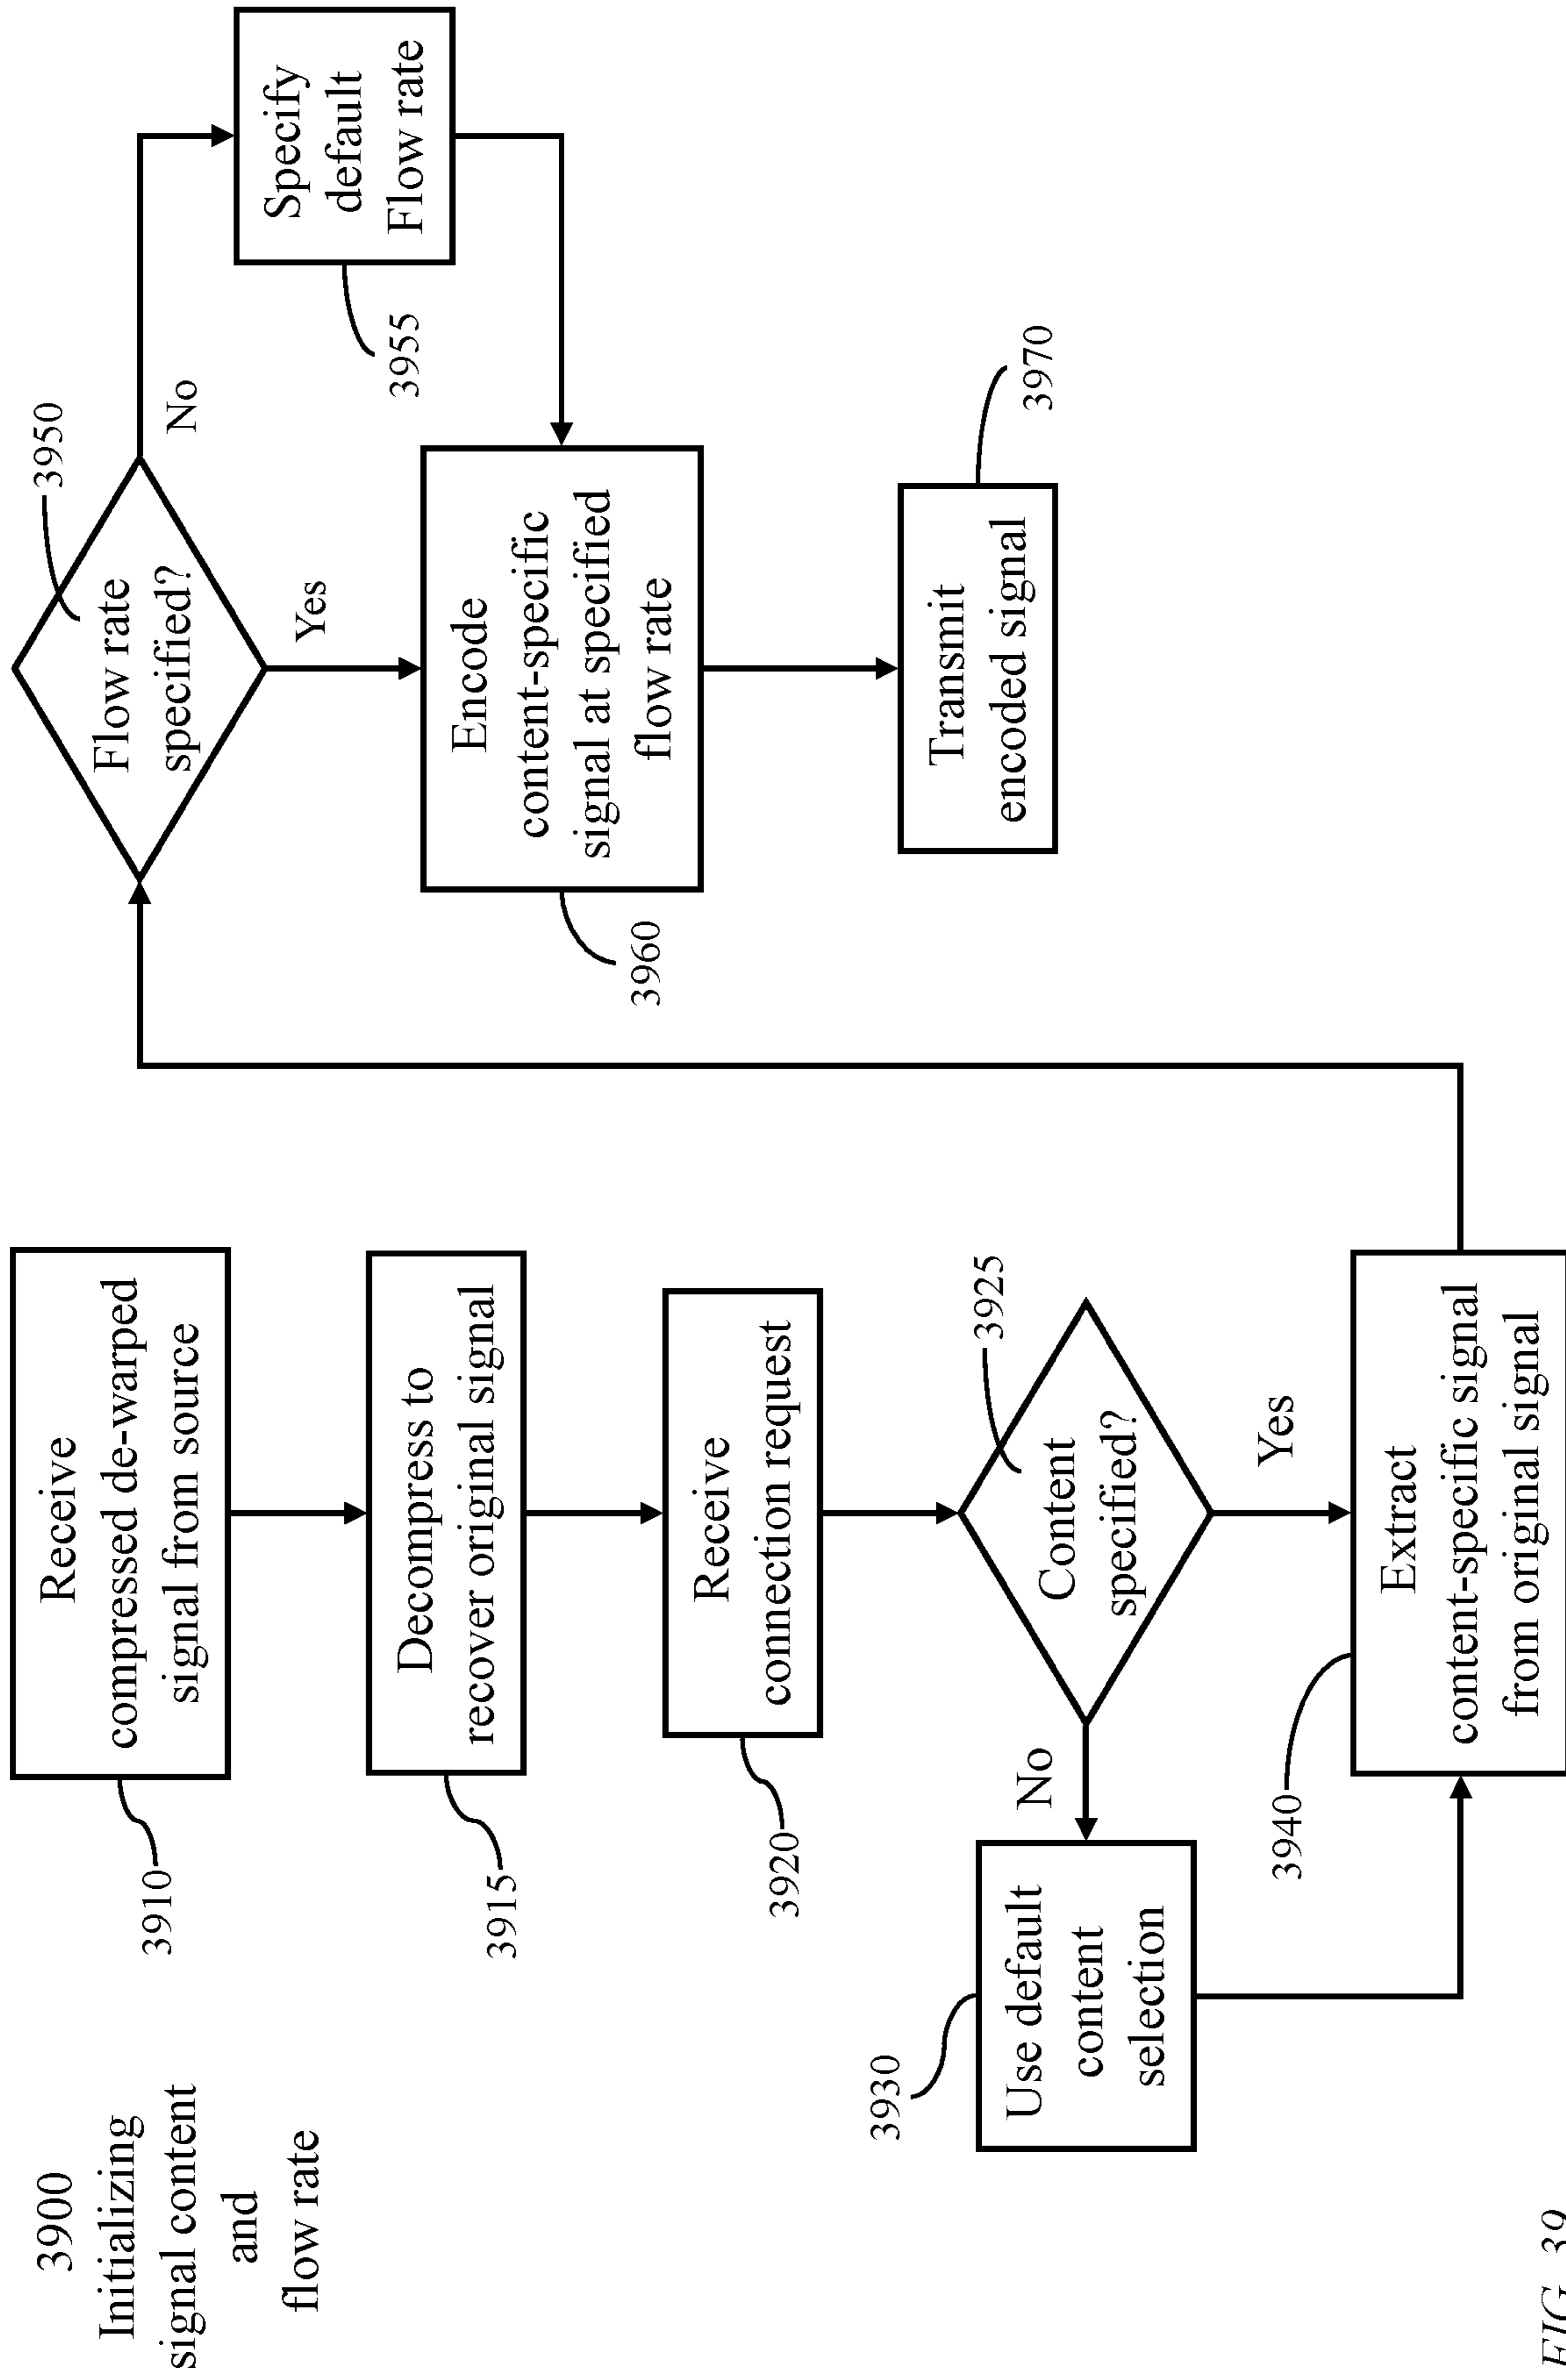 3900
Initializing
signal content
and
flow rate
3910
Receive
compressed de-warped
signal from source
3915
Decompress to
recover original signal
3920
Receive
connection request
3925
Content
specified?
No
Yes
3930
Use default
content
selection
3940
Extract
content-specific signal
from original signal
3950
Flow rate
specified?
No
Yes
Specify
default
Flow rate
3955
Encode
content-specific
signal at specified
flow rate
3960
Transmit
encoded signal
3970
FIG. 39